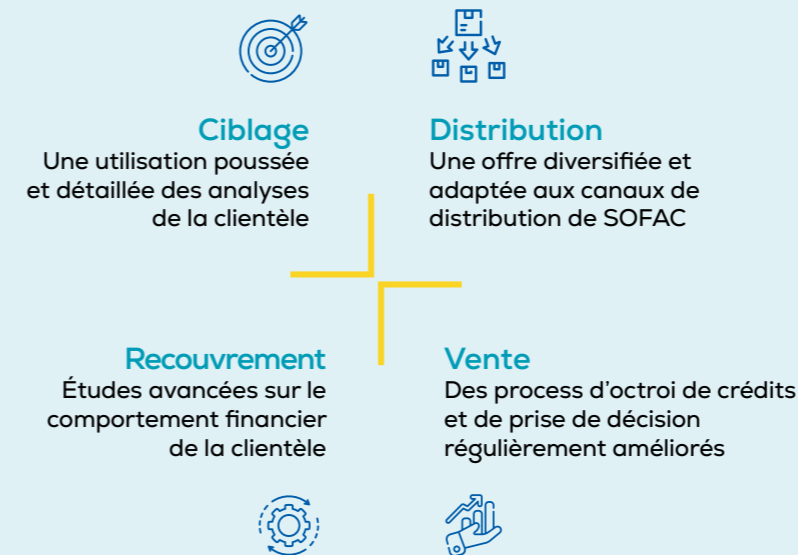 Ciblage
Une utilisation poussée
et détaillée des analyses
de la clientèle
Distribution
Une offre diversifiée et
adaptée aux canaux de
distribution de SOFAC
Recouvrement
Études avancées sur le
comportement financier
de la clientèle
Vente
Des process d’octroi de crédits
et de prise de décision
régulièrement améliorés